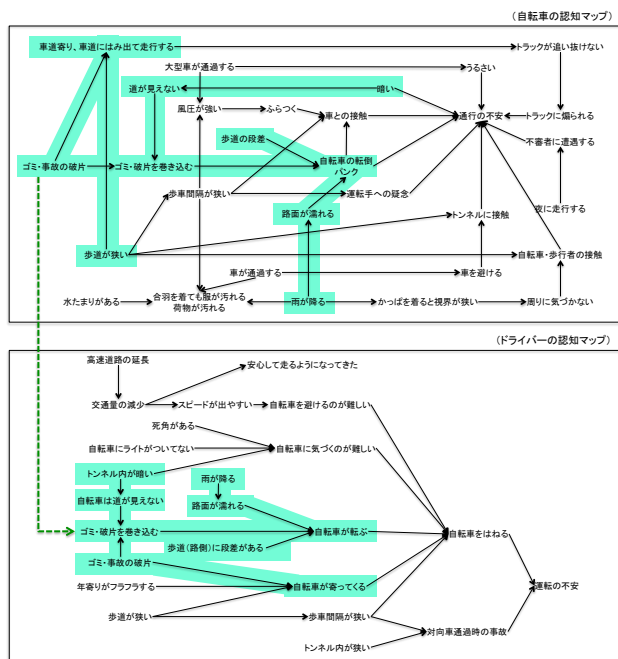 (自転車の認知マップ)
車道寄り、車道にはみ出て走行する
トラックが追い抜けない
大型車が通過する
うるさい
道が見えない
暗い
風圧が強い
ふらつく
車との接触
通行の不安
トラックに煽られる
歩道の段差
不審者に遭遇する
ゴミ・事故の破片
ゴミ・破片を巻き込む
自転車の転倒
パンク
歩車間隔が狭い
運転手への疑念
路面が濡れる
夜に走行する
トンネルに接触
歩道が狭い
自転車・歩行者の接触
車が通過する
車を避ける
水たまりがある
合羽を着ても服が汚れる
荷物が汚れる
雨が降る
かっぱを着ると視界が狭い
周りに気づかない
(ドライバーの認知マップ)
高速道路の延長
安心して走るようになってきた
交通量の減少
スピードが出やすい
自転車を避けるのが難しい
死角がある
自転車にライトがついてない
自転車に気づくのが難しい
トンネル内が暗い
雨が降る
自転車は道が見えない
路面が濡れる
ゴミ・破片を巻き込む
自転車が転ぶ
自転車をはねる
歩道(路側)に段差がある
ゴミ・事故の破片
年寄りがフラフラする
自転車が寄ってくる
運転の不安
歩道が狭い
歩車間隔が狭い
対向車通過時の事故
トンネル内が狭い